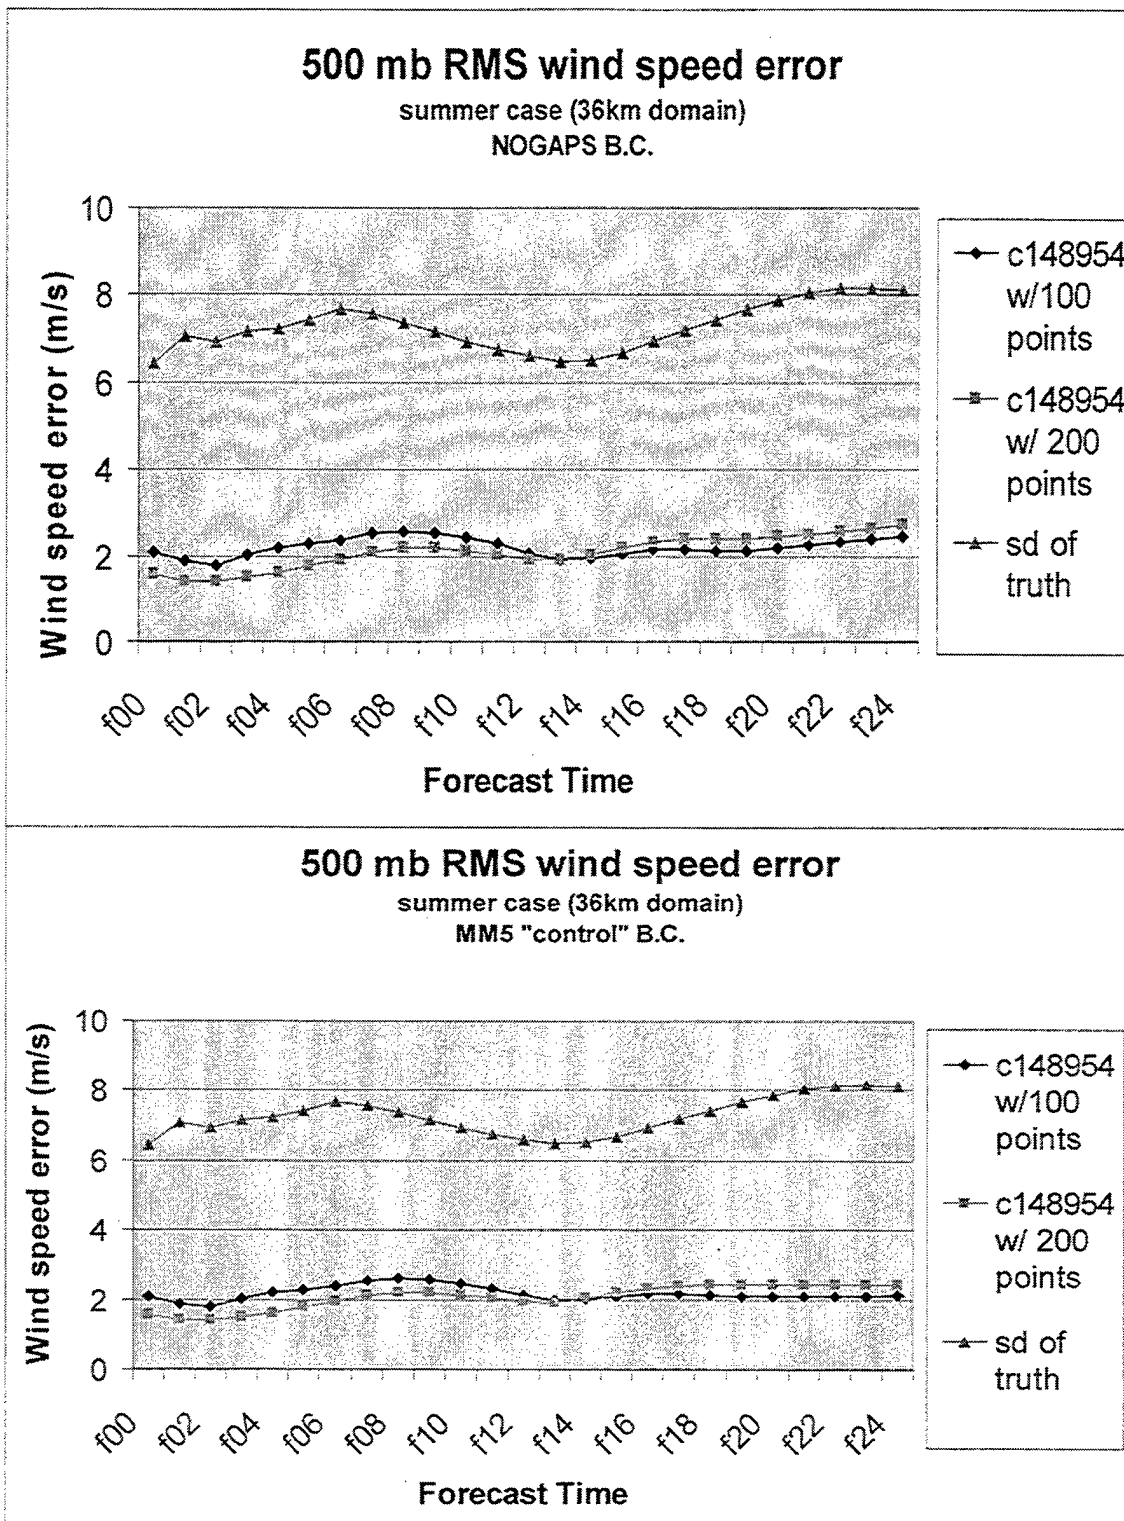 500 mb RMS wind speed error
summer case (36km domain)
NOGAPS B.C.
Wind speed error (m/s)
10
8
6
4
2
0
f00 f02 f04 f06 f08 f10 f12 f14 f16 f18 f20 f22 f24
Forecast Time
c148954
w/100
points
c148954
w/ 200
points
sd of
truth
500 mb RMS wind speed error
summer case (36km domain)
MM5 "control" B.C.
Wind speed error (m/s)
10
8
6
4
2
0
f00 f02 f04 f06 f08 f10 f12 f14 f16 f18 f20 f22 f24
Forecast Time
c148954
w/100
points
c148954
w/ 200
points
sd of
truth